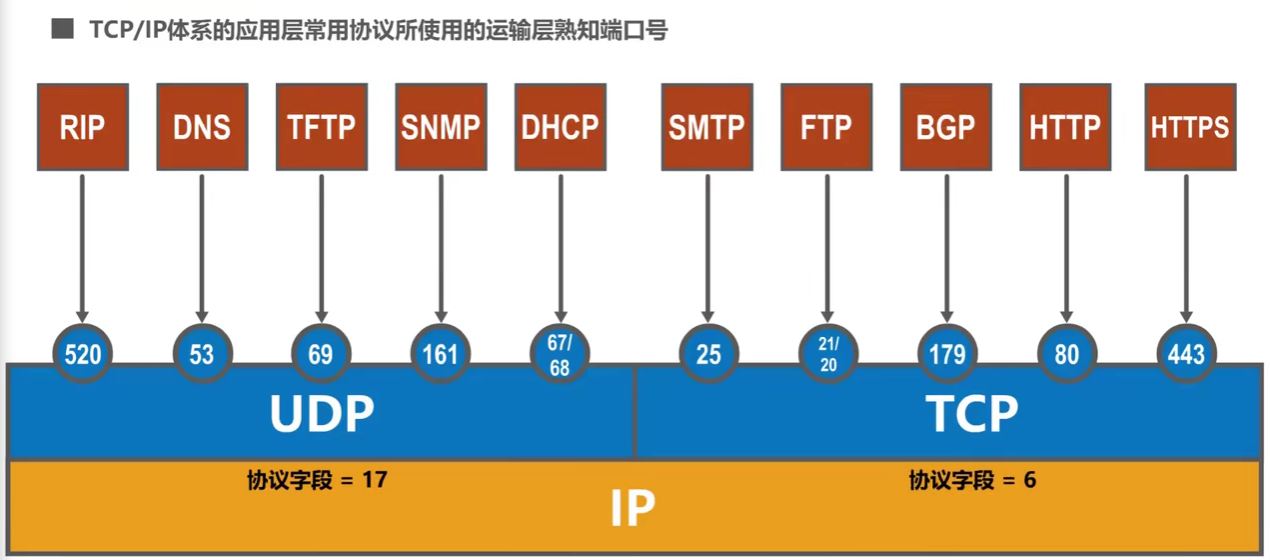 TCP/IP体系的应用层常用协议所使用的运输层熟知端口号
RIP DNS TFTP SNMP DHCP SMTP FTP BGP HTTP HTTPS
520 53 69 161 67/68 25 21/20 179 80 443
UDP TCP
协议字段 = 17 协议字段 = 6
IP